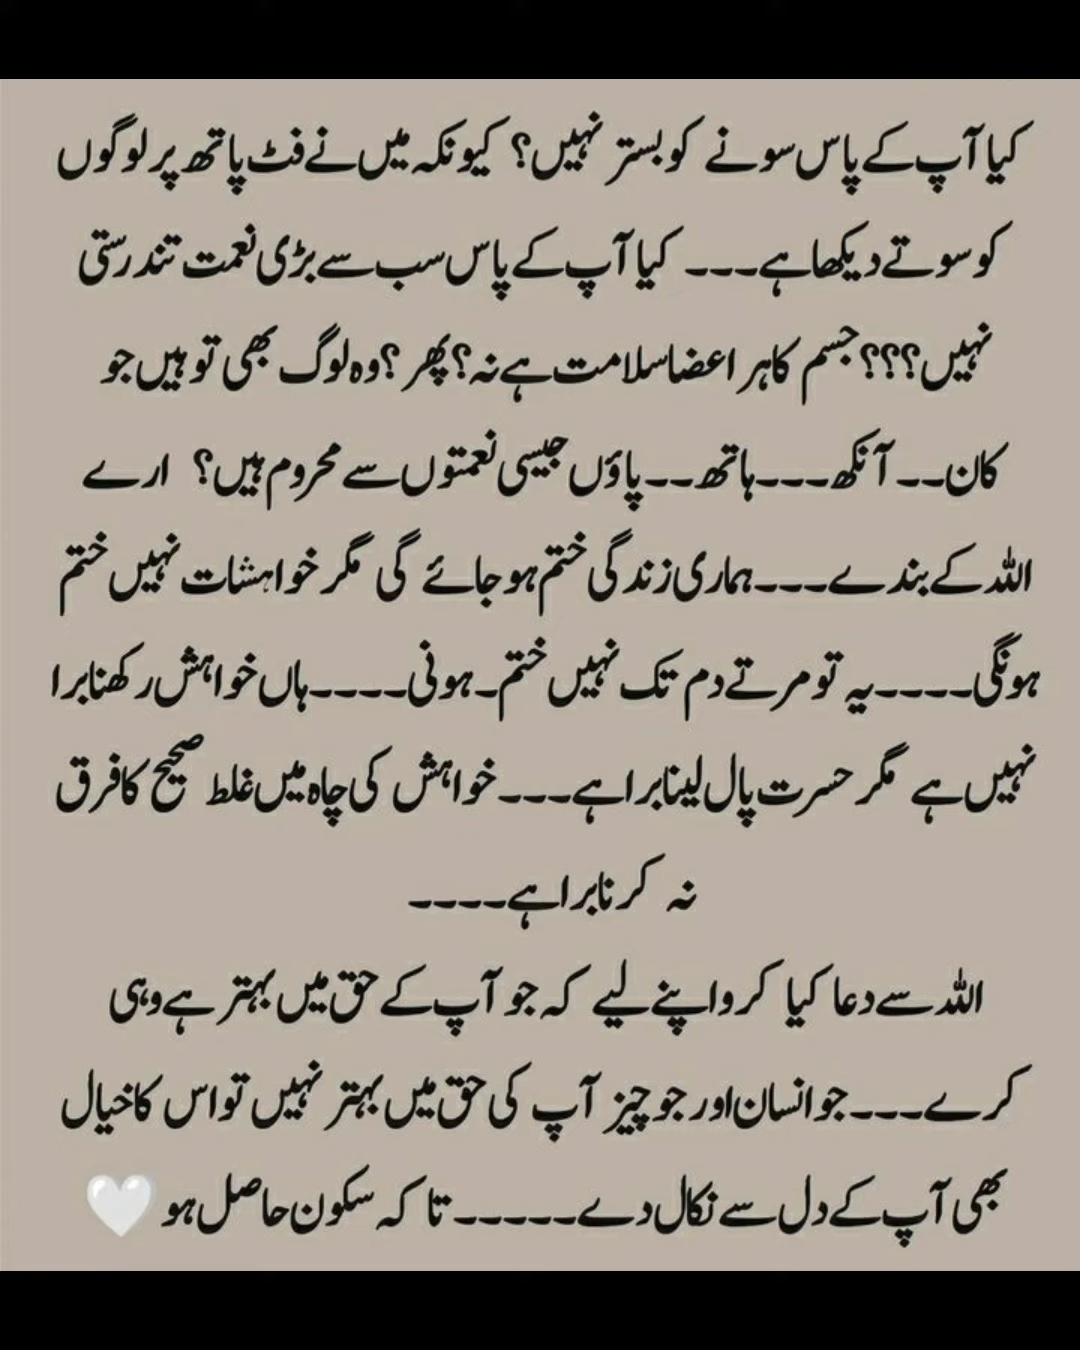 کیا آپ کے پاس سونے کو بستر نہیں؟ کیونکہ میں نے فٹ پاتھ پر لوگوں
کو سوتے دیکھا ہے۔۔۔ کیا آپ کے پاس سب سے بڑی نعمت تندرستی
نہیں؟؟؟ جسم کا ہر اعضا سلامت ہے نہ؟ پھر؟ وہ لوگ بھی تو ہیں جو
کان۔۔ آنکھ۔۔۔ہاتھ۔۔پاؤں جیسی نعمتوں سے محروم ہیں؟ ارے
اللہ کے بندے۔۔۔ہماری زندگی ختم ہو جائے گی مگر خواہشات نہیں ختم
ہونگی۔۔۔۔یہ تو مرتے دم تک نہیں ختم۔ہونی۔۔۔۔ہاں خواہش رکھنا برا
نہیں ہے مگر حسرت پال لینا برا ہے۔۔۔خواہش کی چاہ میں غلط صحیح کا فرق
نہ کرنا برا ہے۔۔۔۔
اللہ سے دعا کیا کرو اپنے لیے کہ جو آپ کے حق میں بہتر ہے وہی
کرے۔۔۔جو انسان اور جو چیز آپ کی حق میں بہتر نہیں تو اس کا خیال
بھی آپ کے دل سے نکال دے۔۔۔۔۔تا کہ سکون حاصل ہو 🤍